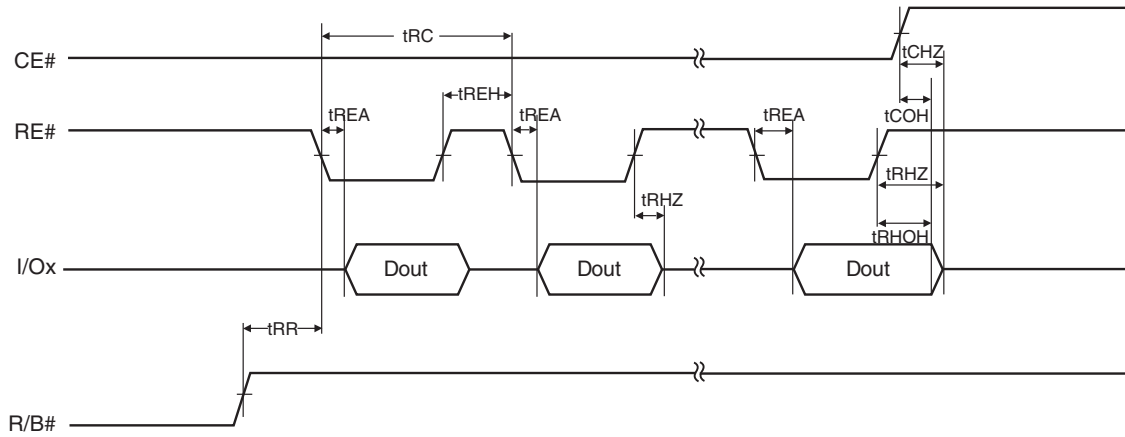 tRC
CE#
tCHZ
tREH
tREA
tREA
tREA
tCOH
RE#
tRHZ
tRHZ
tRHOH
I/Ox
Dout
Dout
Dout
tRR
R/B#